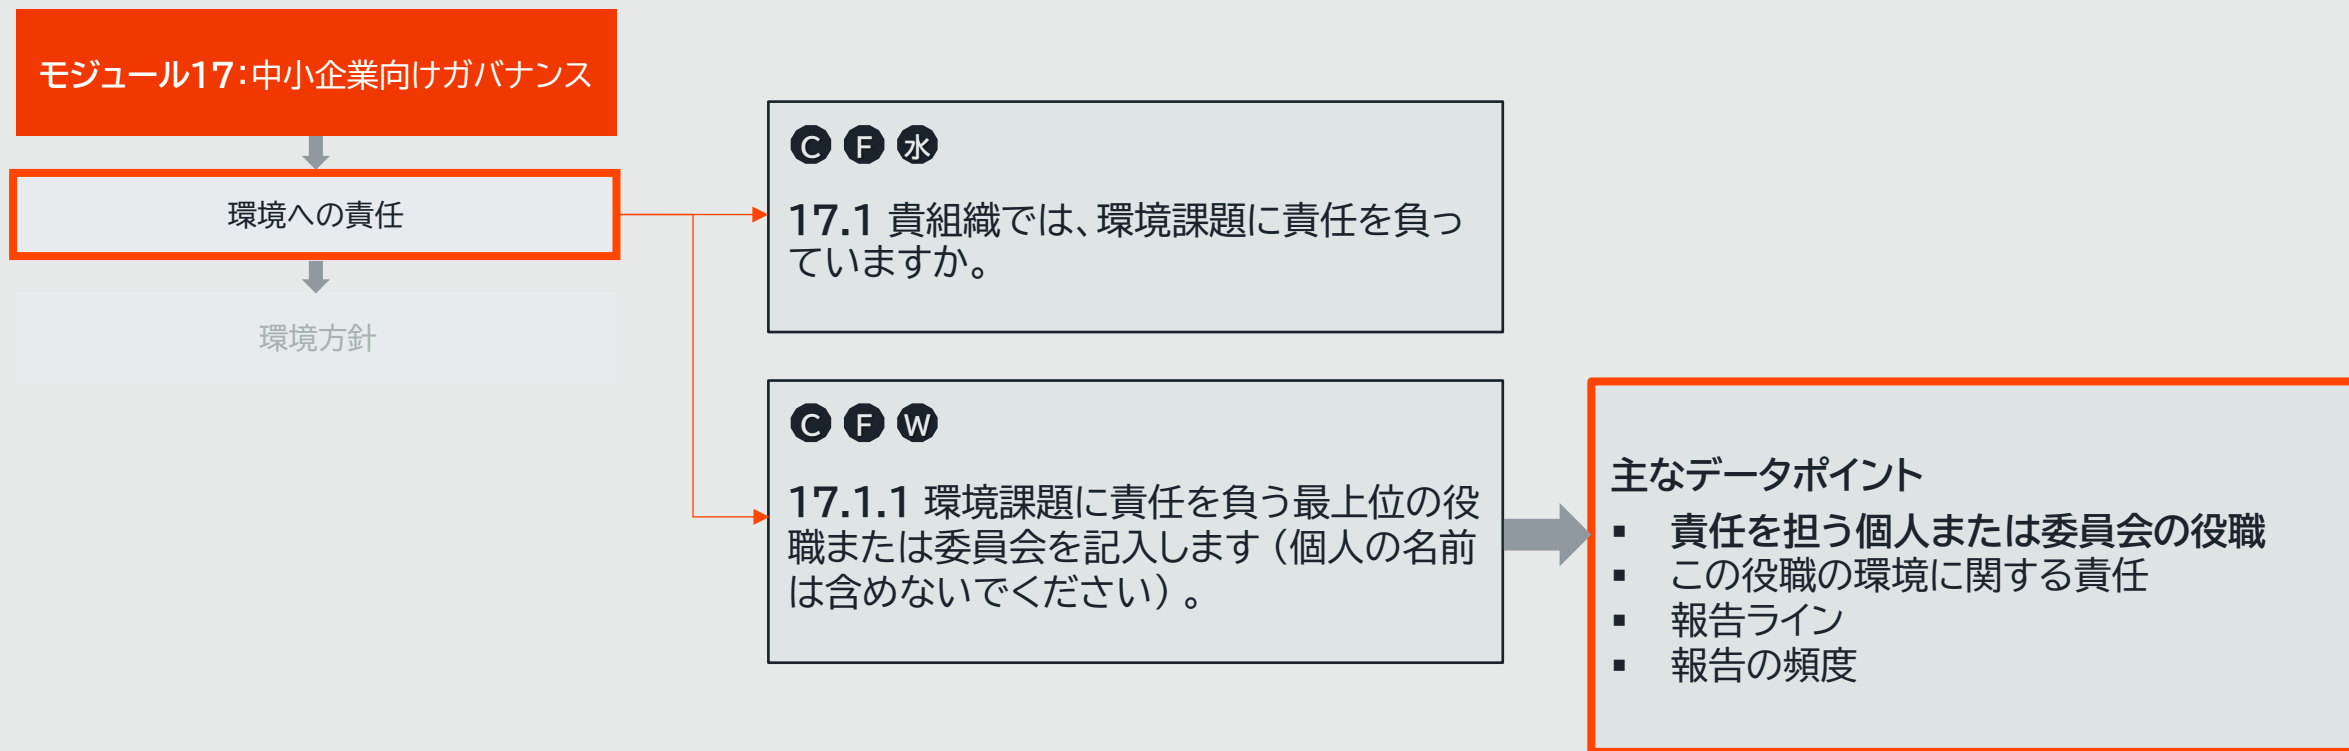 モジュール17：中小企業向けガバナンス
環境への責任
環境方針
C F 水
17.1 貴組織では、環境課題に責任を負っ
ていますか。
C F W
17.1.1 環境課題に責任を負う最上位の役
職または委員会を記入します（個人の名前
は含めないでください）。
主なデータポイント
▪ 責任を担う個人または委員会の役職
▪ この役職の環境に関する責任
▪ 報告ライン
▪ 報告の頻度